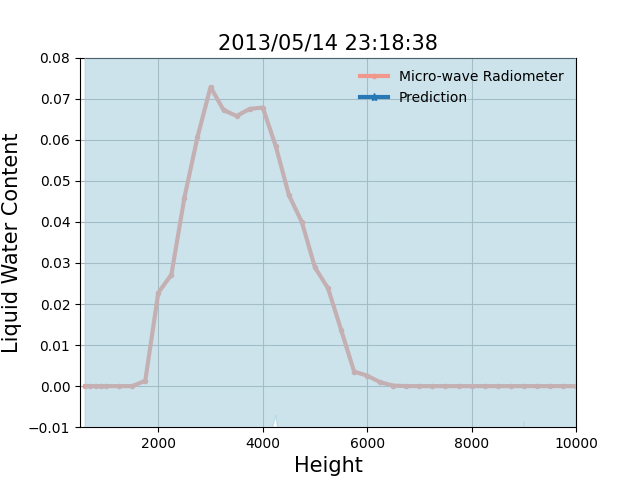 2013/05/14 23:18:38
Micro-wave Radiometer
Prediction
Liquid Water Content
0.08
0.07
0.06
0.05
0.04
0.03
0.02
0.01
0.00
−0.01
2000 4000 6000 8000 10000
Height